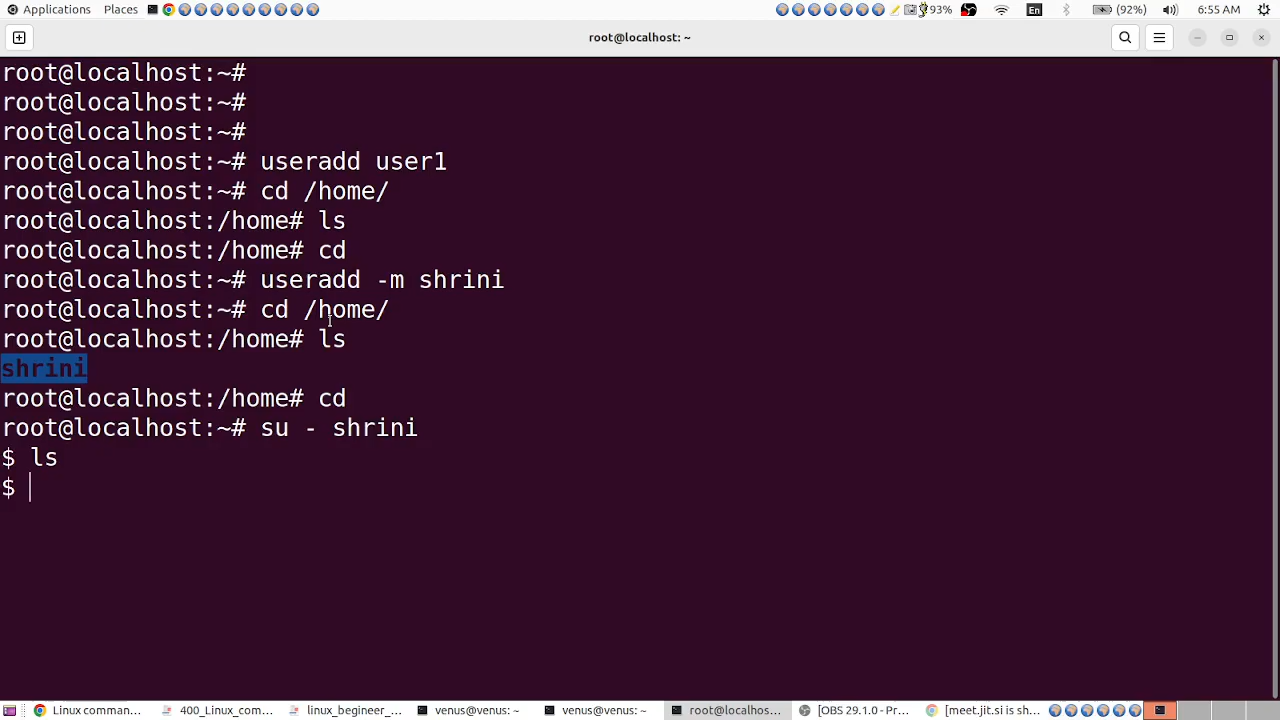 Applications Places 93% En (92%) 6:55 AM
root@localhost: ~
root@localhost:~#
root@localhost:~#
root@localhost:~#
root@localhost:~# useradd user1
root@localhost:~# cd /home/
root@localhost:/home# ls
root@localhost:/home# cd
root@localhost:~# useradd -m shrini
root@localhost:~# cd /home/
root@localhost:/home# ls
shrini
root@localhost:/home# cd
root@localhost:~# su - shrini
$ ls
$
Linux comman... 400_Linux_com... linux_begineer_... venus@venus: ~ venus@venus: ~ root@localhos... [OBS 29.1.0 - Pr... [meet.jit.si is sh...